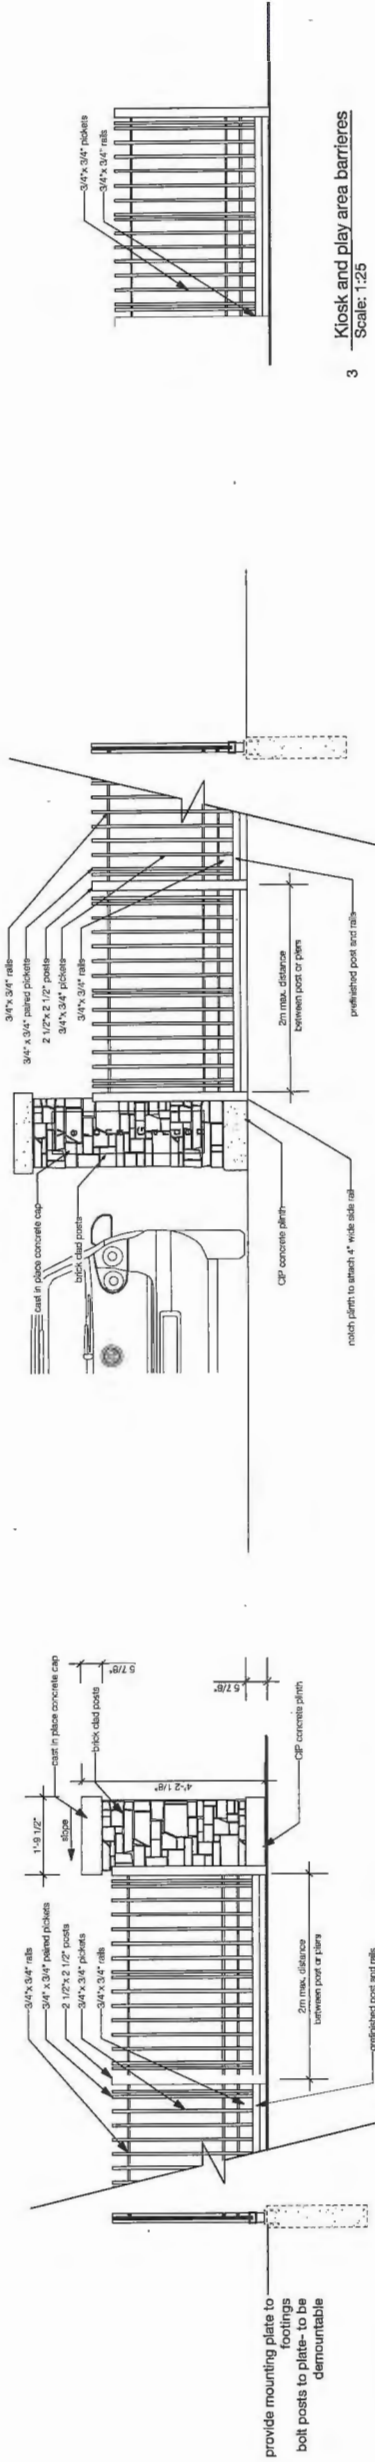 provide mounting plate to
footings
bolt posts to plate- to be
demountable
3/4"x 3/4" rails
3/4" x 3/4" paired pickets
2 1/2"x 2 1/2" posts
3/4"x 3/4" pickets
3/4"x 3/4" rails
1'-9 1/2"
slope
cast in place concrete cap
brick clad posts
5 7/8"
4'-2 1/8"
5 7/8"
CIP concrete plinth
2m max. distance
between post or piers
prefinished post and rails
cast in place concrete cap
brick clad posts
CIP concrete plinth
notch plinth to attach 4" wide side rail
3/4"x 3/4" rails
3/4" x 3/4" paired pickets
2 1/2"x 2 1/2" posts
3/4"x 3/4" pickets
3/4"x 3/4" rails
2m max. distance
between post or piers
prefinished post and rails
3/4"x 3/4" pickets
3/4"x 3/4" rails
3 Kiosk and play area barrieres
Scale: 1:25